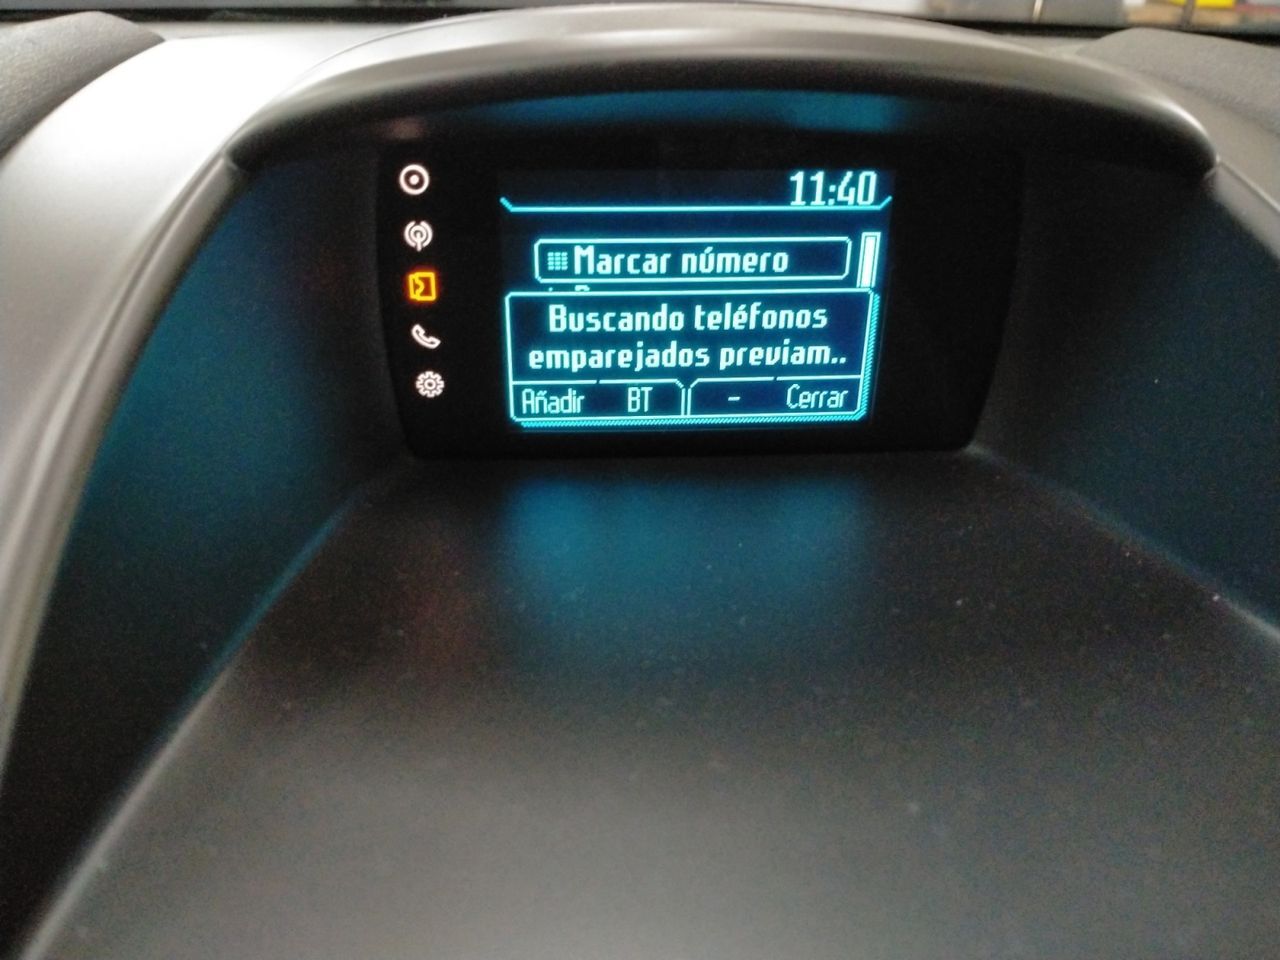 11:40
Marcar número
Buscando teléfonos
emparejados previam..
Añadir BT - Cerrar